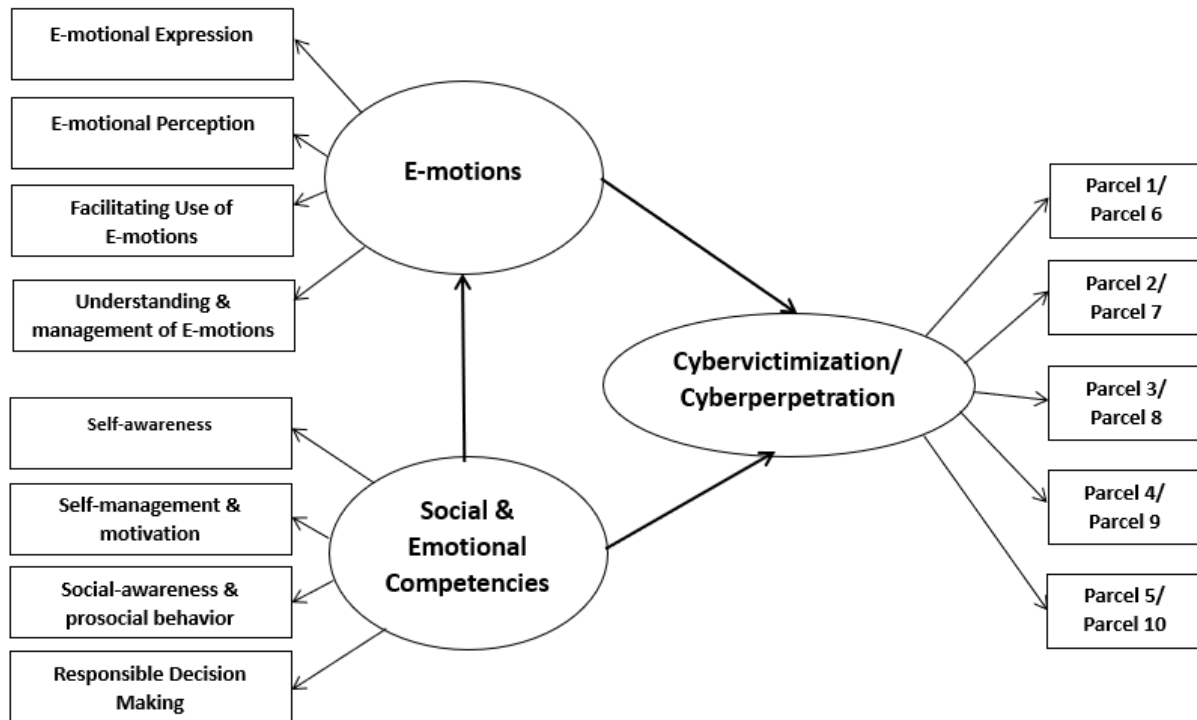 E-motional Expression
E-motional Perception
Facilitating Use of
E-motions
Understanding &
management of E-motions
E-motions
Self-awareness
Self-management &
motivation
Social-awareness &
prosocial behavior
Responsible Decision
Making
Social &
Emotional
Competencies
Cybervictimization/
Cyberperpetration
Parcel 1/
Parcel 6
Parcel 2/
Parcel 7
Parcel 3/
Parcel 8
Parcel 4/
Parcel 9
Parcel 5/
Parcel 10